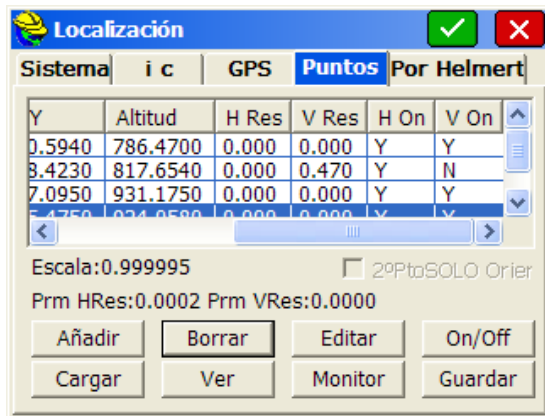 Localización
Sistema i c GPS Puntos Por Helmert
Y Altitud H Res V Res H On V On
0.5940 786.4700 0.000 0.000 Y Y
8.4230 817.6540 0.000 0.470 Y N
7.0950 931.1750 0.000 0.000 Y Y
Escala:0.999995 2ºPtoSOLO Orier
Prm HRes:0.0002 Prm VRes:0.0000
Añadir Borrar Editar On/Off
Cargar Ver Monitor Guardar